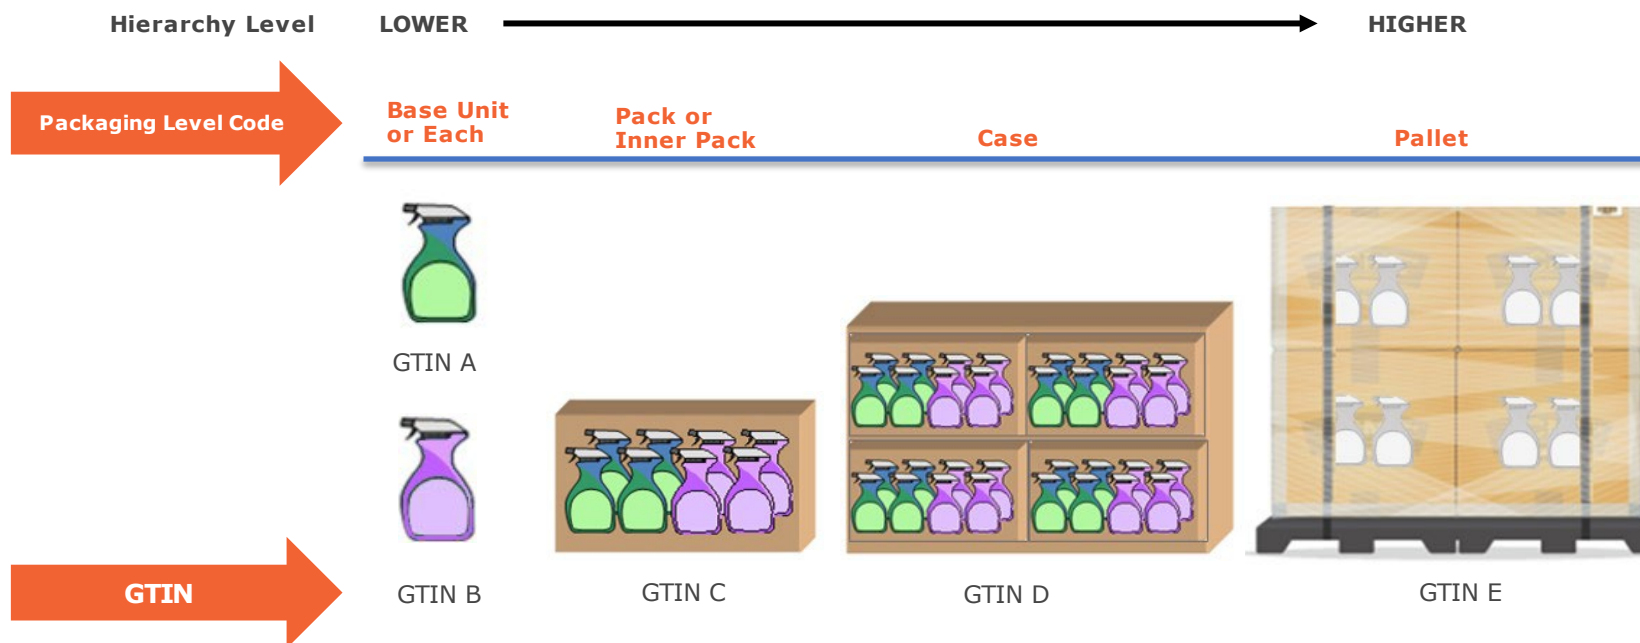 Hierarchy Level LOWER HIGHER
Packaging Level Code
Base Unit
or Each
Pack or
Inner Pack
Case
Pallet
GTIN A
GTIN
GTIN B
GTIN C
GTIN D
GTIN E